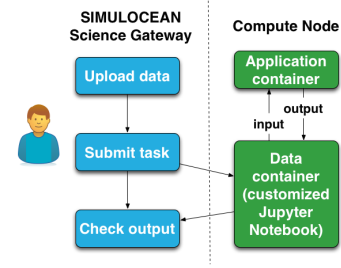 SIMULOCEAN
Science Gateway
Compute Node
Upload data
Application
container
output
input
Submit task
Data
container
(customized
Jupyter
Notebook)
Check output